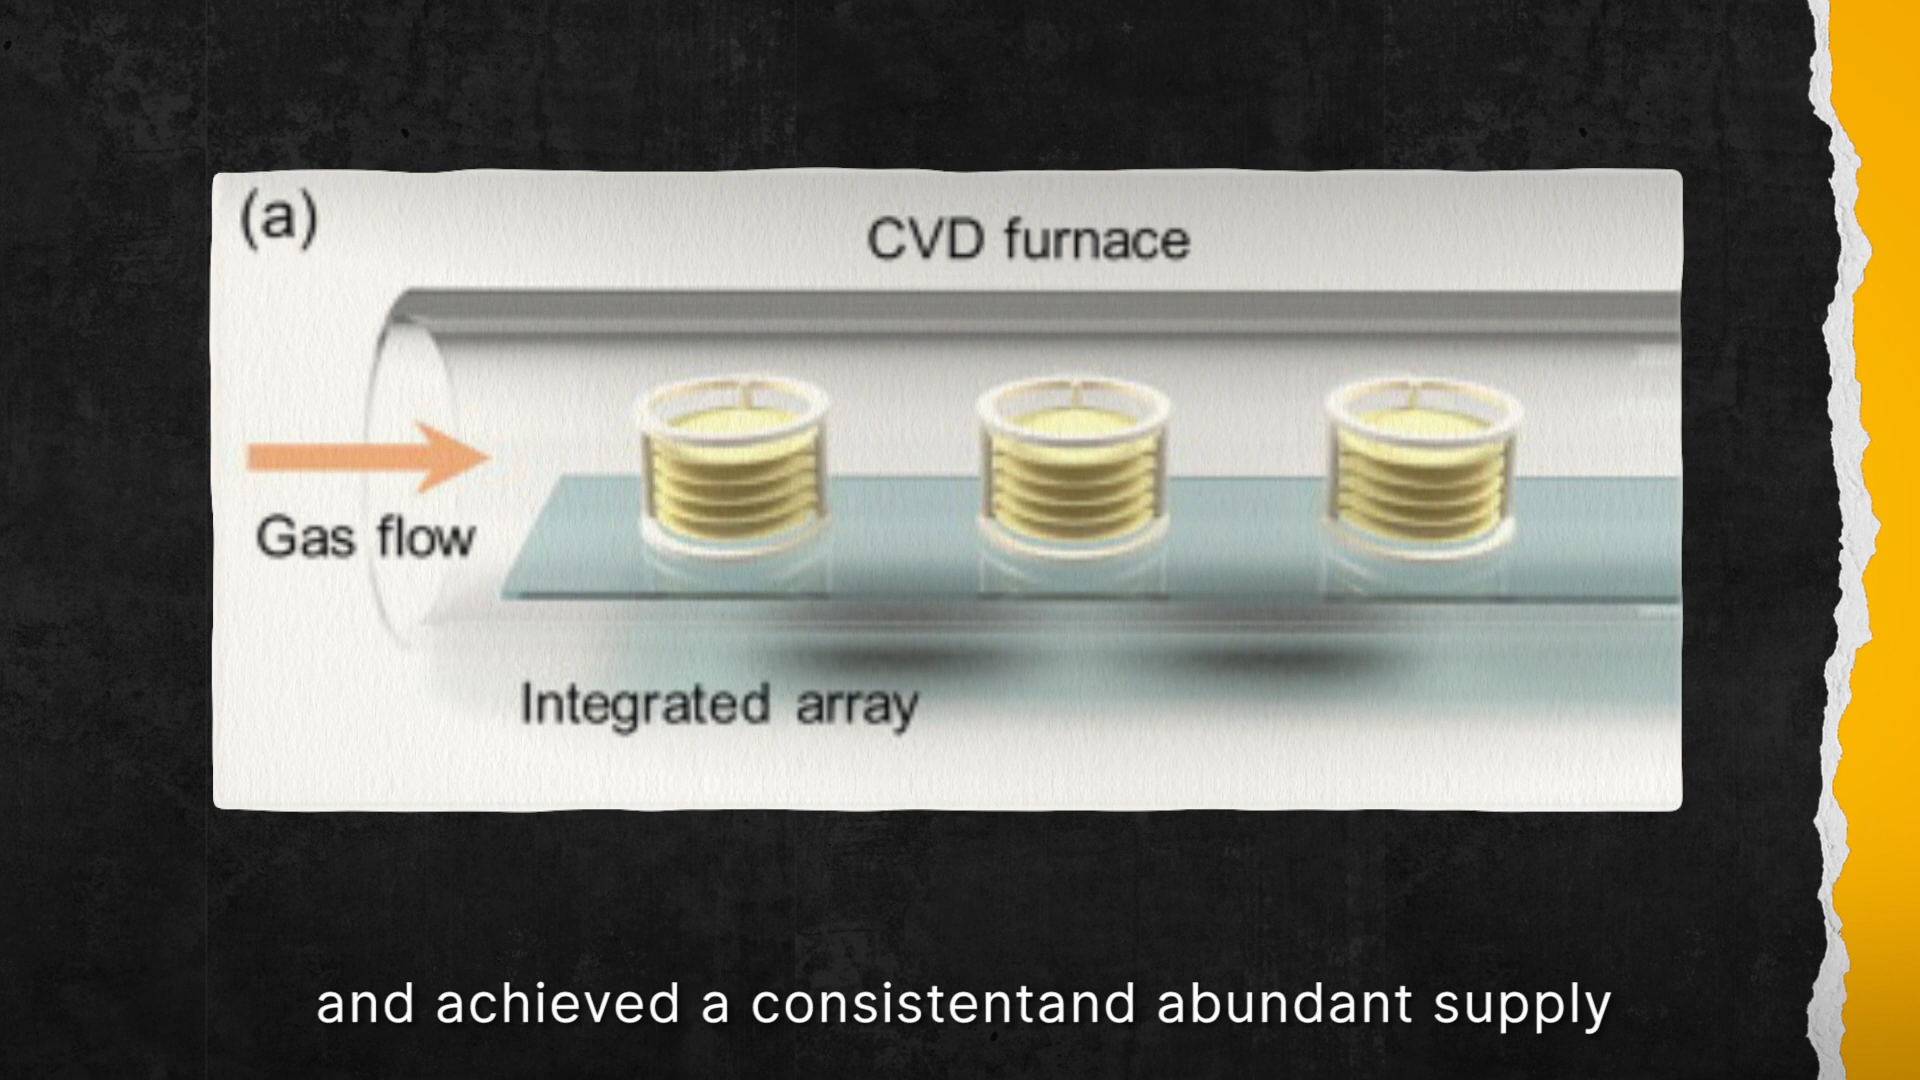 (a)
CVD furnace
Gas flow
Integrated array
and achieved a consistentand abundant supply